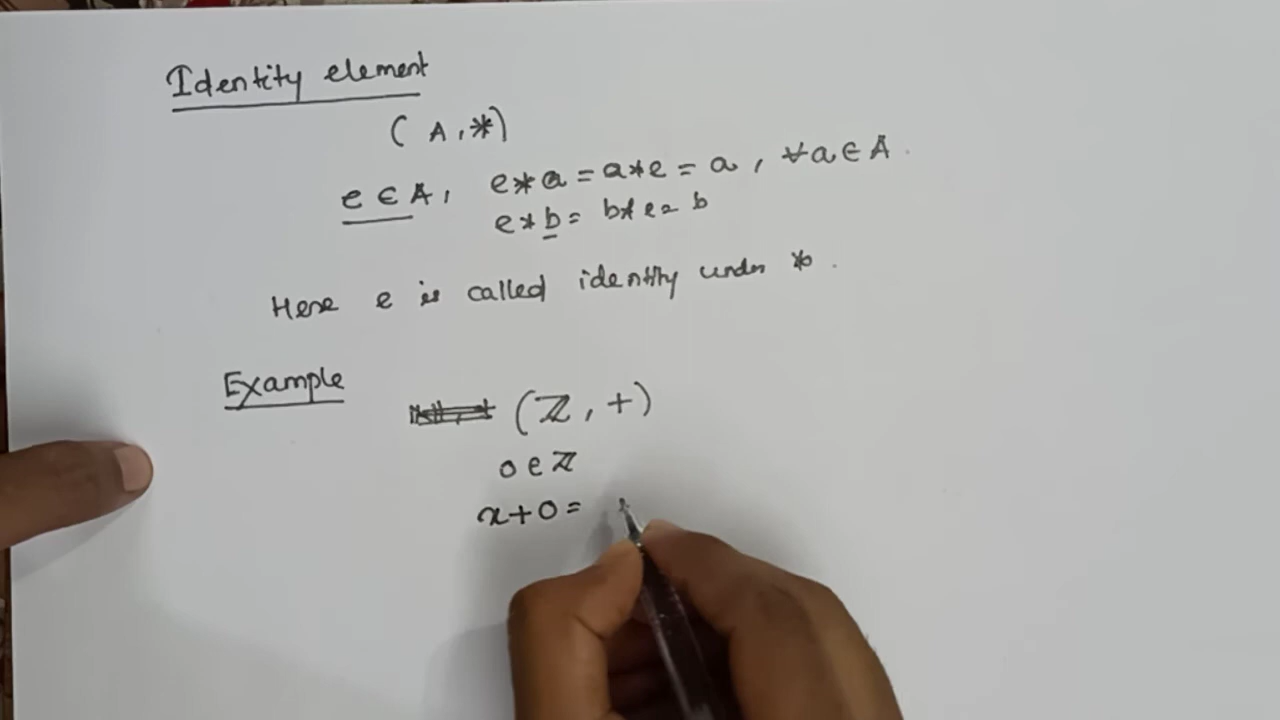 Identity element
(A, *)
e ∈ A, e * a = a * e = a, ∀ a ∈ A.
e * b = b * e = b
Here e is called identity under *.
Example
(ℤ, +)
0 ∈ ℤ
x + 0 =